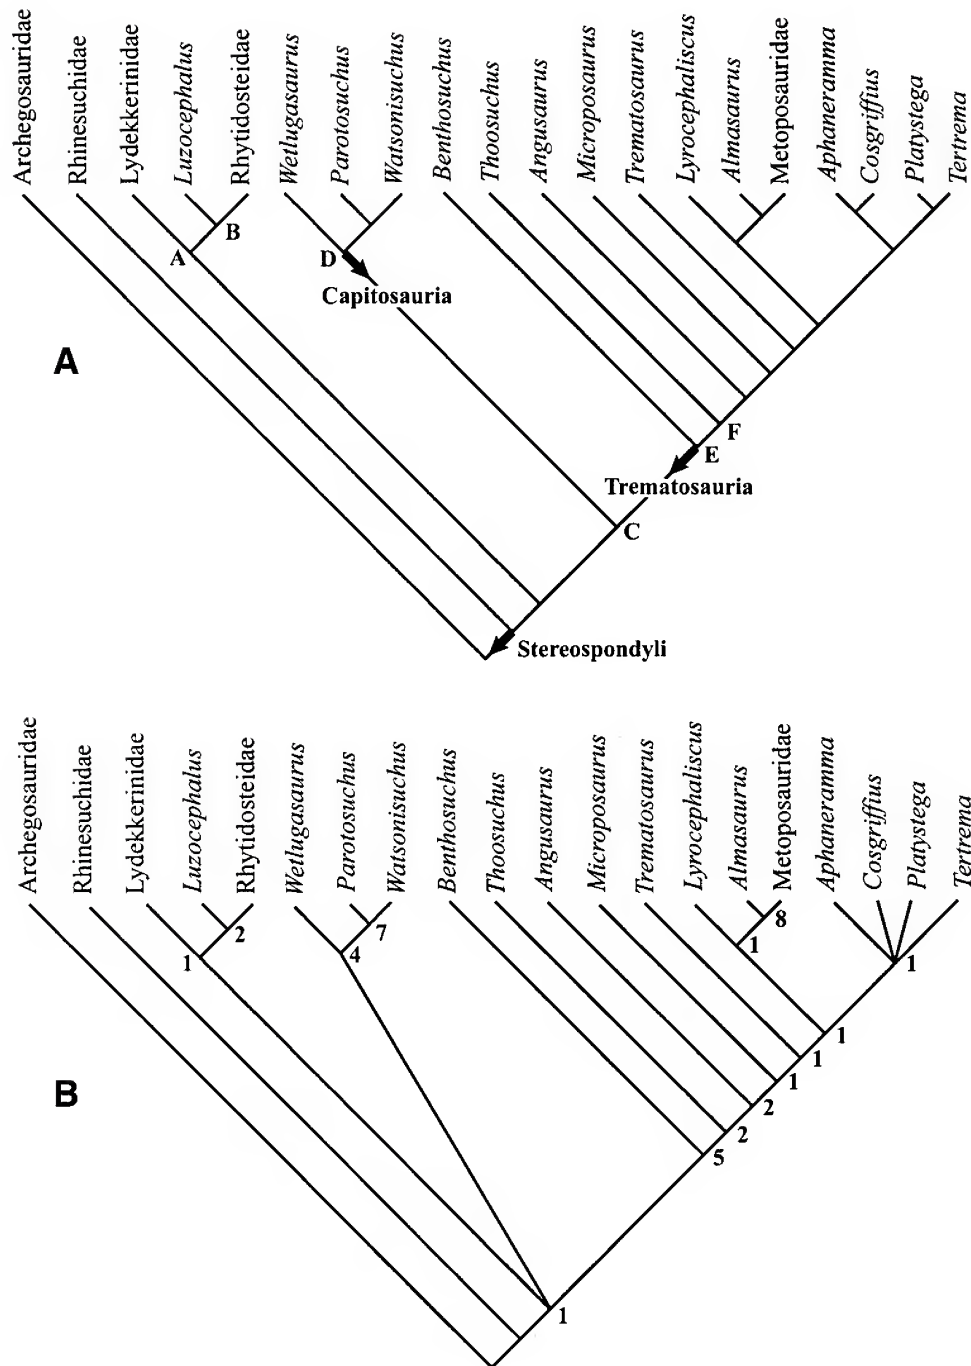 Archegosauridae
Rhinesuchidae
Lydekkerinidae
Luzocephalus
Rhytidosteidae
Wetlugasaurus
Parotosuchus
Watsonisuchus
Benthosuchus
Thoosuchus
Angusaurus
Microposaurus
Trematosaurus
Lyrocephaliscus
Almasaurus
Metoposauridae
Aphaneramma
Cosgriffius
Platystega
Tertrema
B
A
D
Capitosauria
A
F
E
Trematosauria
C
Stereospondyli
Archegosauridae
Rhinesuchidae
Lydekkerinidae
Luzocephalus
Rhytidosteidae
Wetlugasaurus
Parotosuchus
Watsonisuchus
Benthosuchus
Thoosuchus
Angusaurus
Microposaurus
Trematosaurus
Lyrocephaliscus
Almasaurus
Metoposauridae
Aphaneramma
Cosgriffius
Platystega
Tertrema
8
2
7
1
4
1
1
1
1
1
B
2
2
5
1